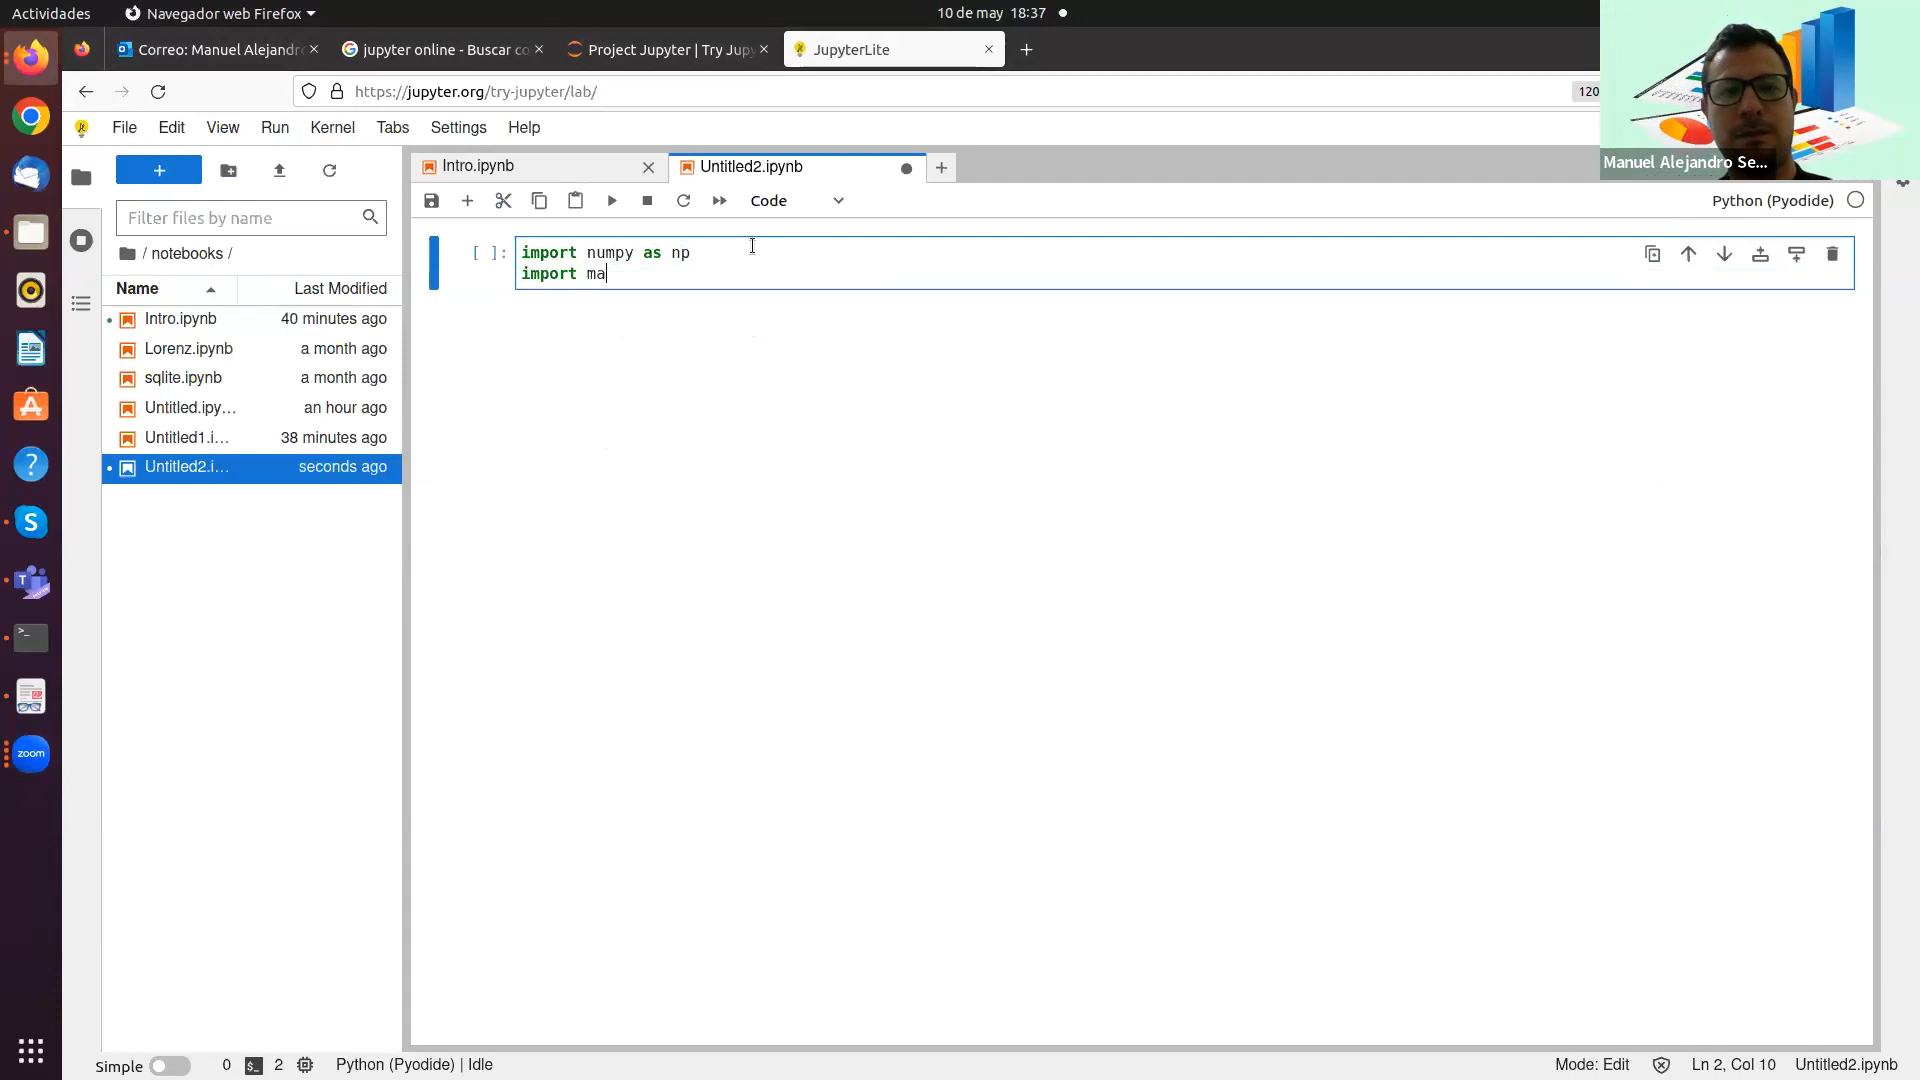 Actividades
Navegador web Firefox
10 de may 18:37
Correo: Manuel Alejandr
jupyter online - Buscar co
Project Jupyter | Try Jupy
JupyterLite
https://jupyter.org/try-jupyter/lab/
120
File Edit View Run Kernel Tabs Settings Help
Manuel Alejandro Se...
Intro.ipynb
Untitled2.ipynb
Code
Python (Pyodide)
Filter files by name
/ notebooks /
Name Last Modified
Intro.ipynb 40 minutes ago
Lorenz.ipynb a month ago
sqlite.ipynb a month ago
Untitled.ipy... an hour ago
Untitled1.i... 38 minutes ago
Untitled2.i... seconds ago
[ ]: import numpy as np
import ma
zoom
Simple 0 2 Python (Pyodide) | Idle
Mode: Edit Ln 2, Col 10 Untitled2.ipynb